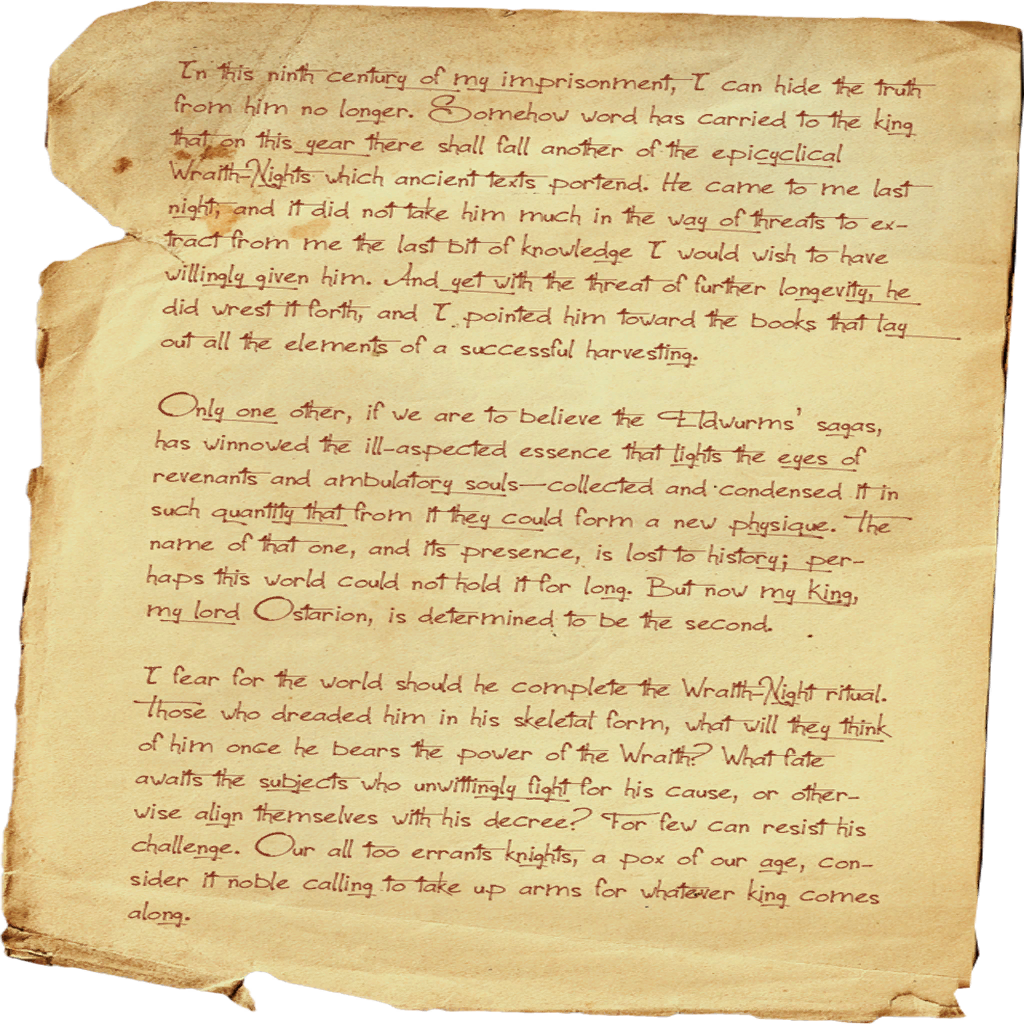 In this ninth century of my imprisonment, I can hide the truth
from him no longer. Somehow word has carried to the king
that on this year there shall fall another of the epicyclical
Wraith-Nights which ancient texts portend. He came to me last
night, and it did not take him much in the way of threats to ex-
tract from me the last bit of knowledge I would wish to have
willingly given him. And yet with the threat of further longevity, he
did wrest it forth, and I pointed him toward the books that lay
out all the elements of a successful harvesting.
Only one other, if we are to believe the Eldwurms' sagas,
has winnowed the ill-aspected essence that lights the eyes of
revenants and ambulatory souls—collected and condensed it in
such quantity that from it they could form a new physique. The
name of that one, and its presence, is lost to history; per-
haps this world could not hold it for long. But now my king,
my lord Ostarion, is determined to be the second.
I fear for the world should he complete the Wraith-Night ritual.
Those who dreaded him in his skeletal form, what will they think
of him once he bears the power of the Wraith? What fate
awaits the subjects who unwittingly fight for his cause, or other-
wise align themselves with his decree? For few can resist his
challenge. Our all too errants knights, a pox of our age, con-
sider it noble calling to take up arms for whatever king comes
along.